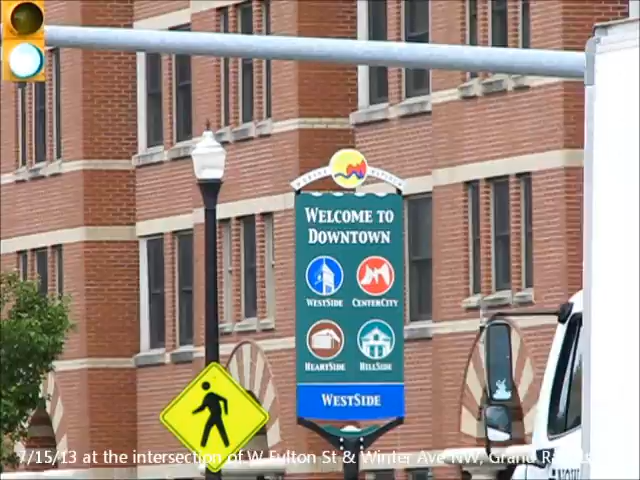 WELCOME TO
DOWNTOWN
WESTSIDE
CENTERCITY
HEARTSIDE
HILLSIDE
WESTSIDE
7/15/13 at the intersection of W Fulton St & Winter Ave NW, Grand